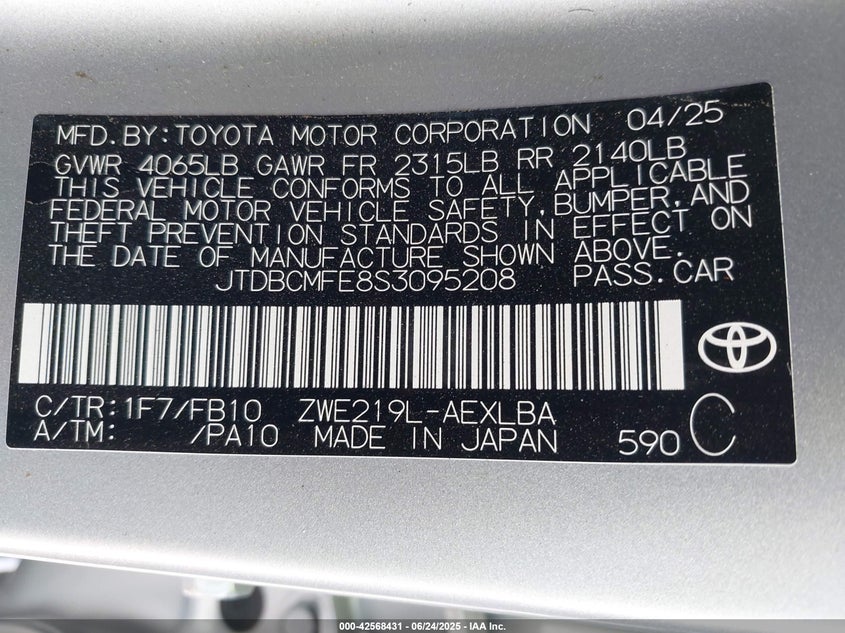 MFD.BY:TOYOTA MOTOR CORPORATION 04/25
GVWR 4065LB GAWR FR 2315LB RR 2140LB
THIS VEHICLE CONFORMS TO ALL APPLICABLE
FEDERAL MOTOR VEHICLE SAFETY,BUMPER,AND
THEFT PREVENTION STANDARDS IN EFFECT ON
THE DATE OF MANUFACTURE SHOWN ABOVE.
JTDBCMFE8S3095208 PASS.CAR
C/TR:1F7/FB10 ZWE219L-AEXLBA
A/TM: /PA10 MADE IN JAPAN 590 C
000-42568431 - 06/24/2025 - IAA Inc.